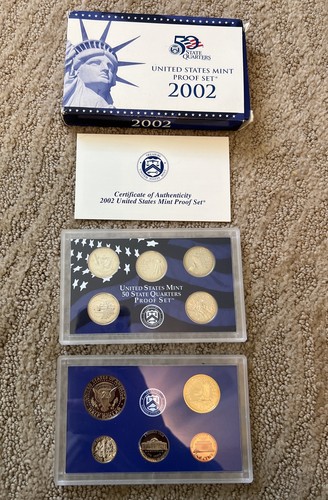 50
STATE
QUARTERS
UNITED STATES MINT
PROOF SET®
2002
2002
Certificate of Authenticity
2002 United States Mint Proof Set®
UNITED STATES MINT
50 STATE QUARTERS
PROOF SET™